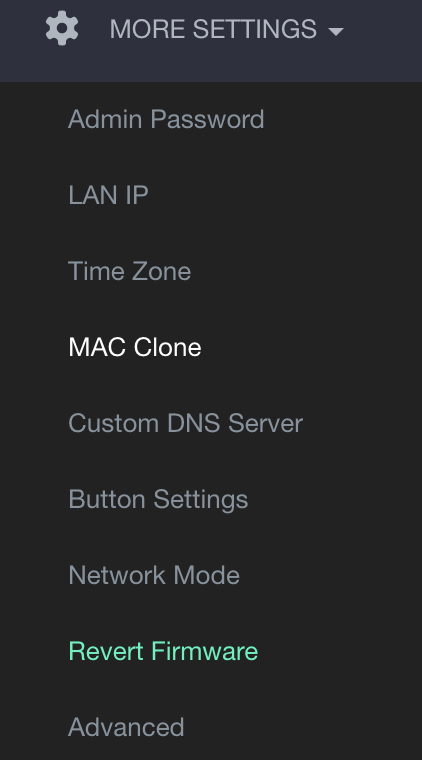 MORE SETTINGS
Admin Password
LAN IP
Time Zone
MAC Clone
Custom DNS Server
Button Settings
Network Mode
Revert Firmware
Advanced